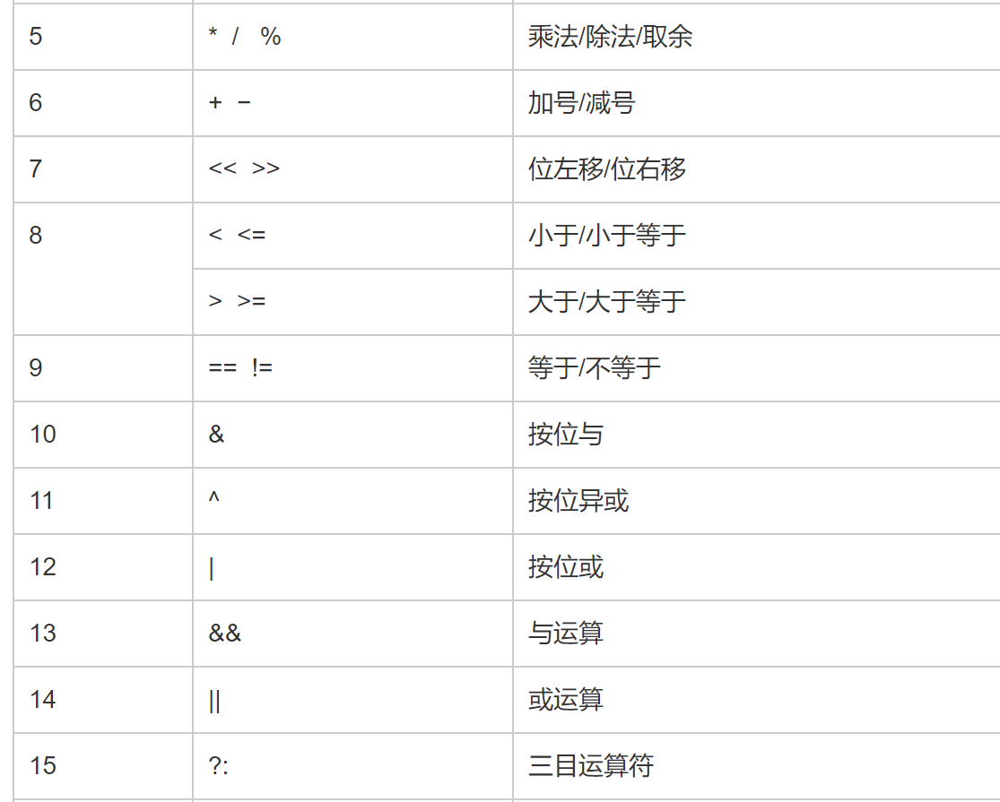 5 * / % 乘法/除法/取余
6 + − 加号/减号
7 << >> 位左移/位右移
8 < <= 小于/小于等于
> >= 大于/大于等于
9 == != 等于/不等于
10 & 按位与
11 ^ 按位异或
12 | 按位或
13 && 与运算
14 || 或运算
15 ?: 三目运算符